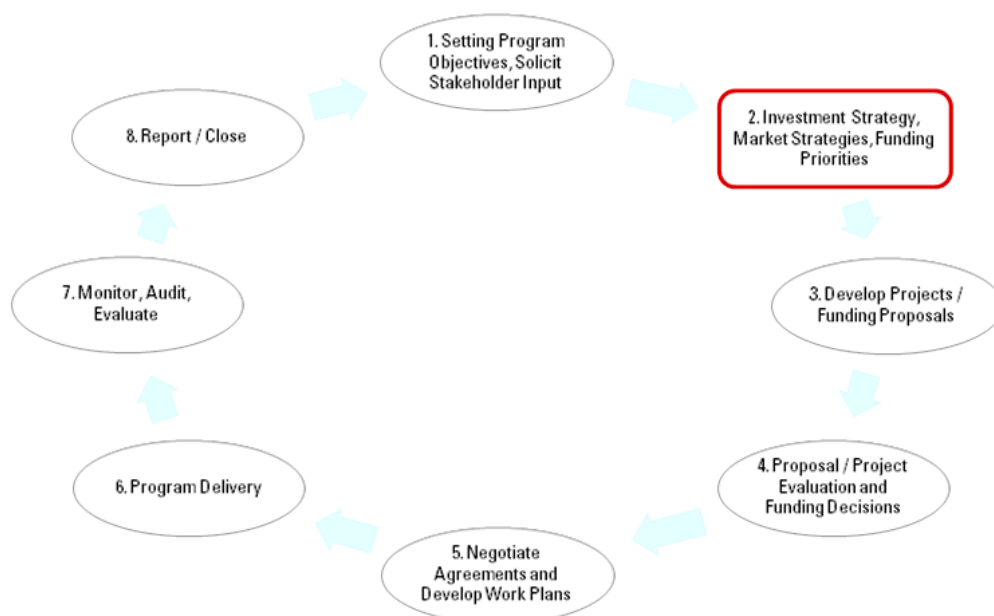 1. Setting Program
Objectives, Solicit
Stakeholder Input
2. Investment Strategy,
Market Strategies, Funding
Priorities
3. Develop Projects /
Funding Proposals
4. Proposal / Project
Evaluation and
Funding Decisions
5. Negotiate
Agreements and
Develop Work Plans
6. Program Delivery
7. Monitor, Audit,
Evaluate
8. Report / Close